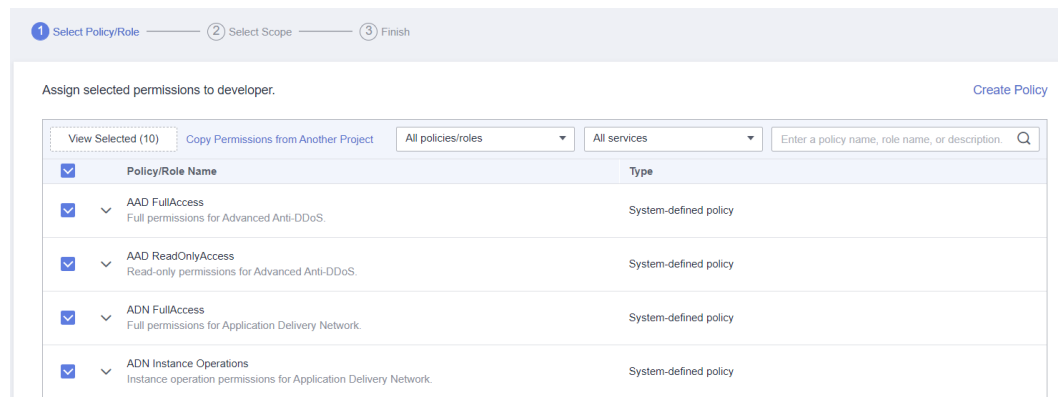 1 Select Policy/Role 2 Select Scope 3 Finish
Assign selected permissions to developer. Create Policy
View Selected (10) Copy Permissions from Another Project All policies/roles All services Enter a policy name, role name, or description.
Policy/Role Name Type
AAD FullAccess
Full permissions for Advanced Anti-DDoS.
System-defined policy
AAD ReadOnlyAccess
Read-only permissions for Advanced Anti-DDoS.
System-defined policy
ADN FullAccess
Full permissions for Application Delivery Network.
System-defined policy
ADN Instance Operations
Instance operation permissions for Application Delivery Network.
System-defined policy